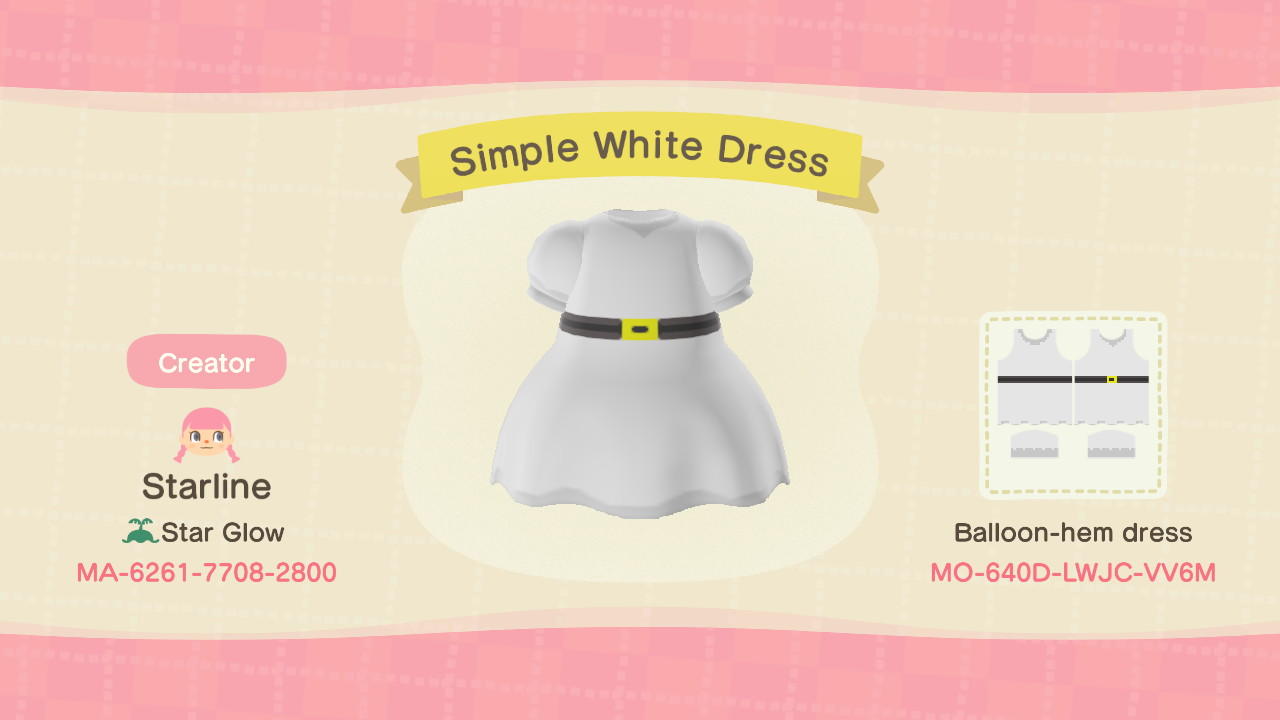 Simple White Dress
Creator
Starline
Star Glow
MA-6261-7708-2800
Balloon-hem dress
MO-640D-LWJC-VV6M